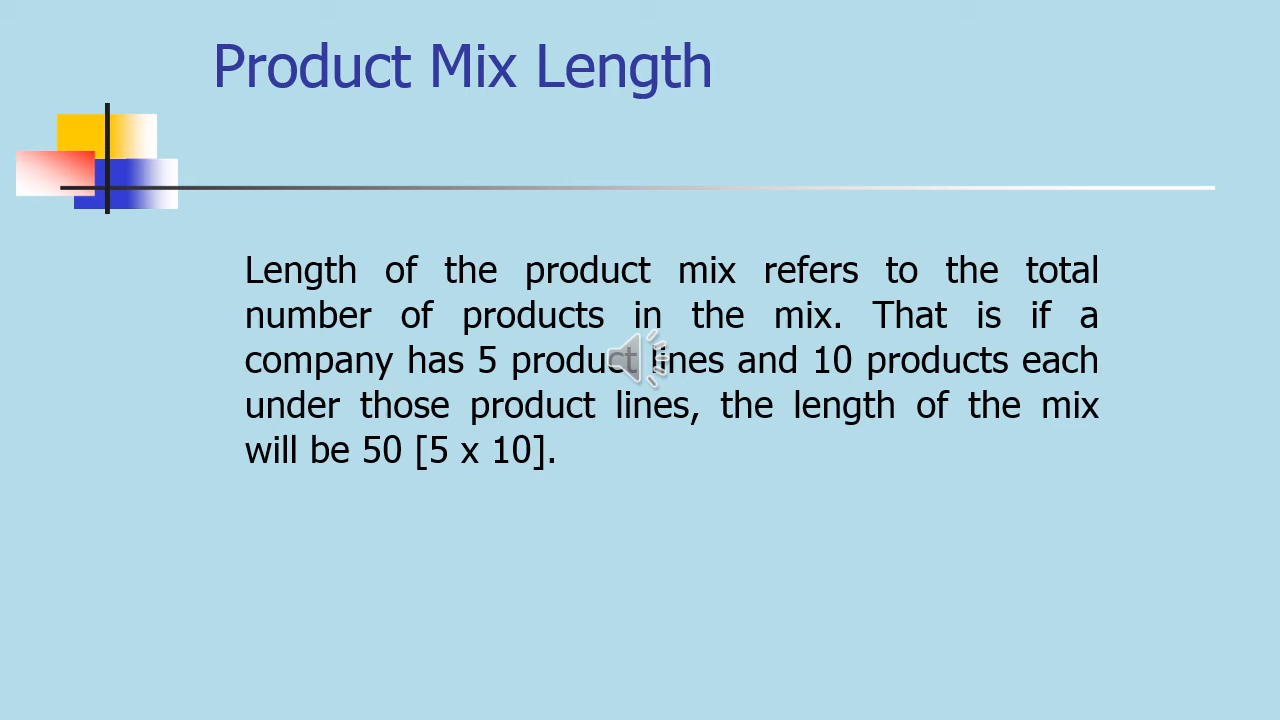 Product Mix Length
Length of the product mix refers to the total
number of products in the mix. That is if a
company has 5 product lines and 10 products each
under those product lines, the length of the mix
will be 50 [5 x 10].